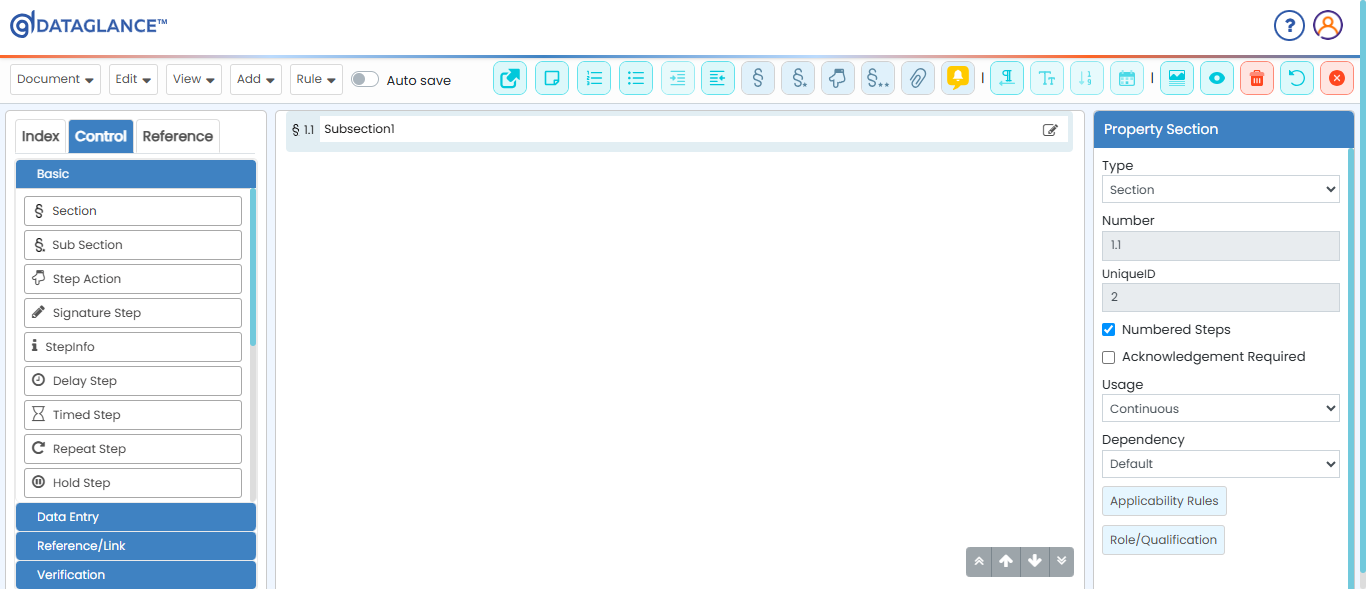 DATAGLANCE™
?
Document Edit View Add Rule Auto save
Index Control Reference
Basic
§ Section
§ Sub Section
Step Action
Signature Step
i StepInfo
Delay Step
Timed Step
Repeat Step
Hold Step
Data Entry
Reference/Link
Verification
§ 1.1 Subsection1
Property Section
Type
Section
Number
1.1
UniqueID
2
Numbered Steps
Acknowledgement Required
Usage
Continuous
Dependency
Default
Applicability Rules
Role/Qualification